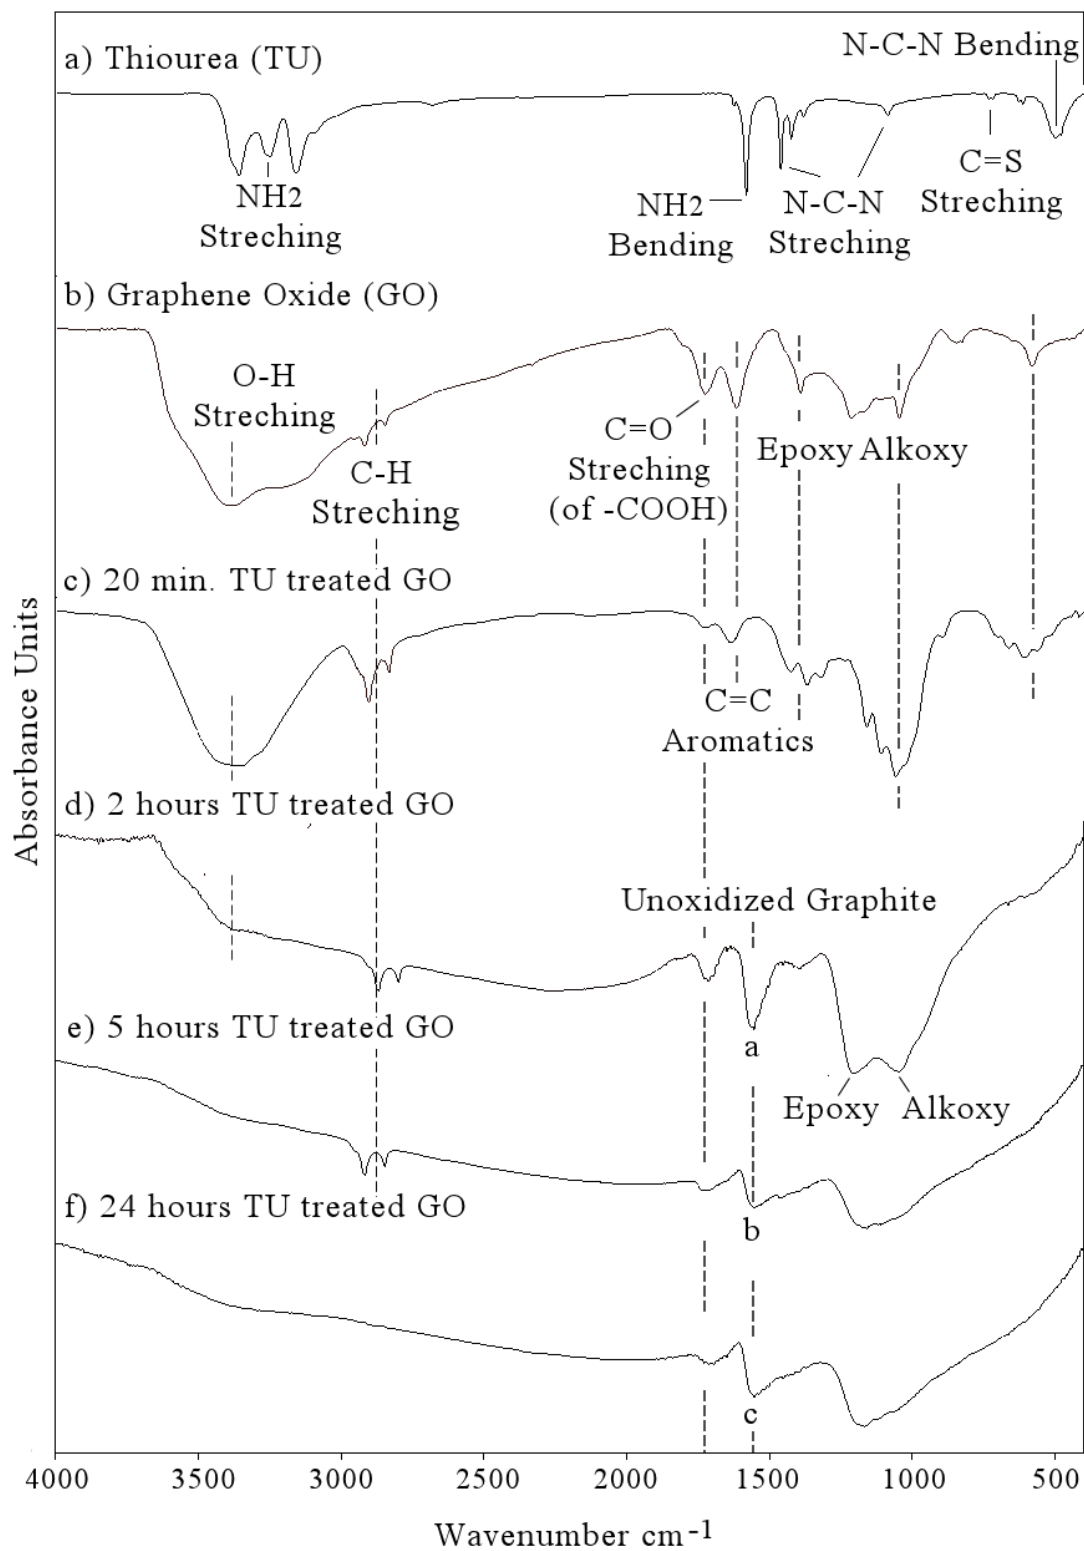 a) Thiourea (TU)
N-C-N Bending
NH2
Streching
NH2
Bending
N-C-N
Streching
C=S
Streching
b) Graphene Oxide (GO)
O-H
Streching
C-H
Streching
C=O
Streching
(of -COOH)
Epoxy Alkoxy
c) 20 min. TU treated GO
C=C
Aromatics
d) 2 hours TU treated GO
Unoxidized Graphite
a
Epoxy Alkoxy
e) 5 hours TU treated GO
b
f) 24 hours TU treated GO
c
Absorbance Units
4000 3500 3000 2500 2000 1500 1000 500
Wavenumber cm-1